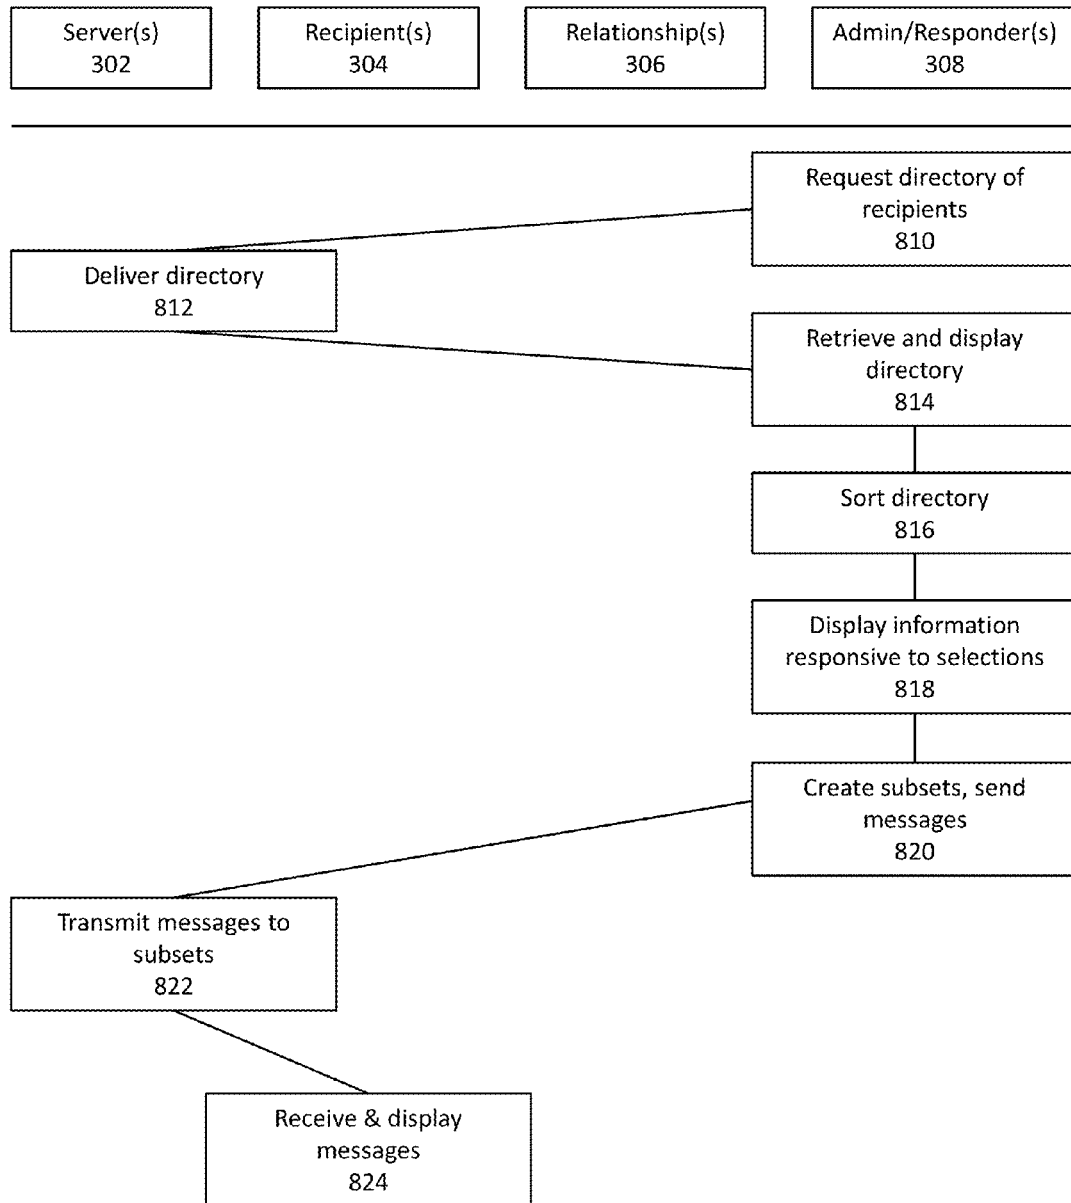 Server(s)
302
Recipient(s)
304
Relationship(s)
306
Admin/Responder(s)
308
Request directory of
recipients
810
Deliver directory
812
Retrieve and display
directory
814
Sort directory
816
Display information
responsive to selections
818
Create subsets, send
messages
820
Transmit messages to
subsets
822
Receive & display
messages
824